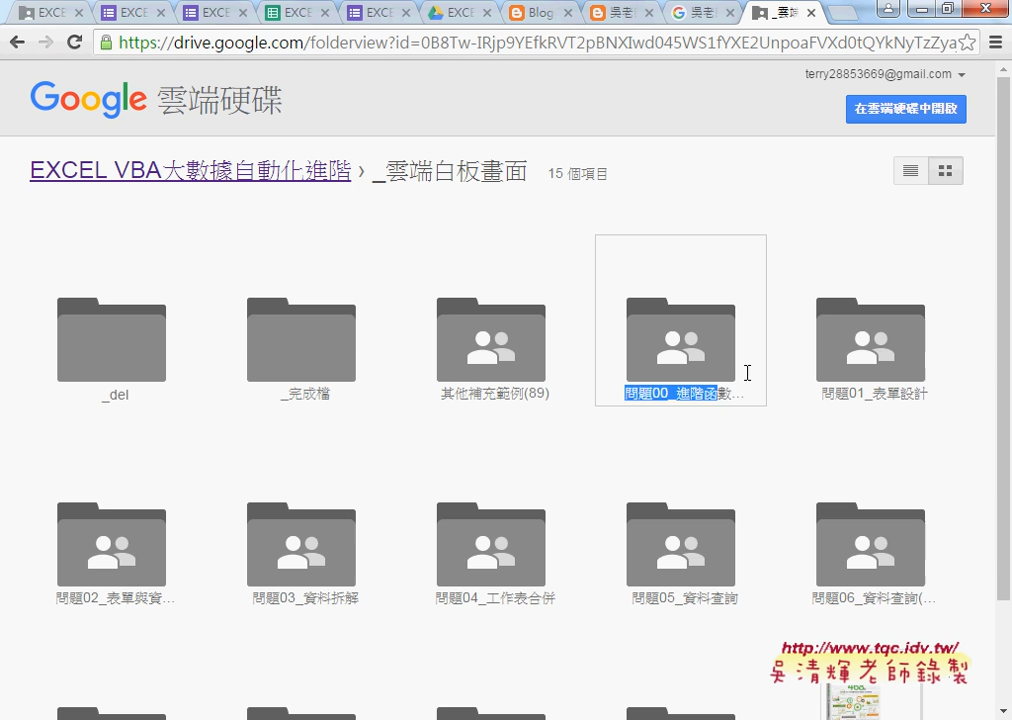 EXCE
EXCE
EXCE
EXCE
EXCE
EXCE
Blog
吳老
吳老
_雲端
https://drive.google.com/folderview?id=0B8Tw-IRjp9YEfkRVT2pBNXIwd045WS1fYXE2UnpoaFVXd0tQYkNyTzZya
terry28853669@gmail.com
Google 雲端硬碟
在雲端硬碟中開啟
EXCEL VBA大數據自動化進階 › _雲端白板畫面 15 個項目
_del
_完成檔
其他補充範例(89)
問題00_進階函數...
問題01_表單設計
問題02_表單與資...
問題03_資料拆解
問題04_工作表合併
問題05_資料查詢
問題06_資料查詢(...
http://www.tqc.idv.tw/
吳清輝老師錄製